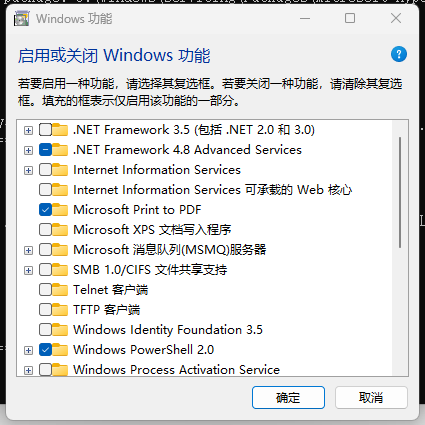 Windows 功能
启用或关闭 Windows 功能
若要启用一种功能，请选择其复选框。若要关闭一种功能，请清除其复选
框。填充的框表示仅启用该功能的一部分。
.NET Framework 3.5 (包括 .NET 2.0 和 3.0)
.NET Framework 4.8 Advanced Services
Internet Information Services
Internet Information Services 可承载的 Web 核心
Microsoft Print to PDF
Microsoft XPS 文档写入程序
Microsoft 消息队列(MSMQ)服务器
SMB 1.0/CIFS 文件共享支持
Telnet 客户端
TFTP 客户端
Windows Identity Foundation 3.5
Windows PowerShell 2.0
Windows Process Activation Service
确定
取消